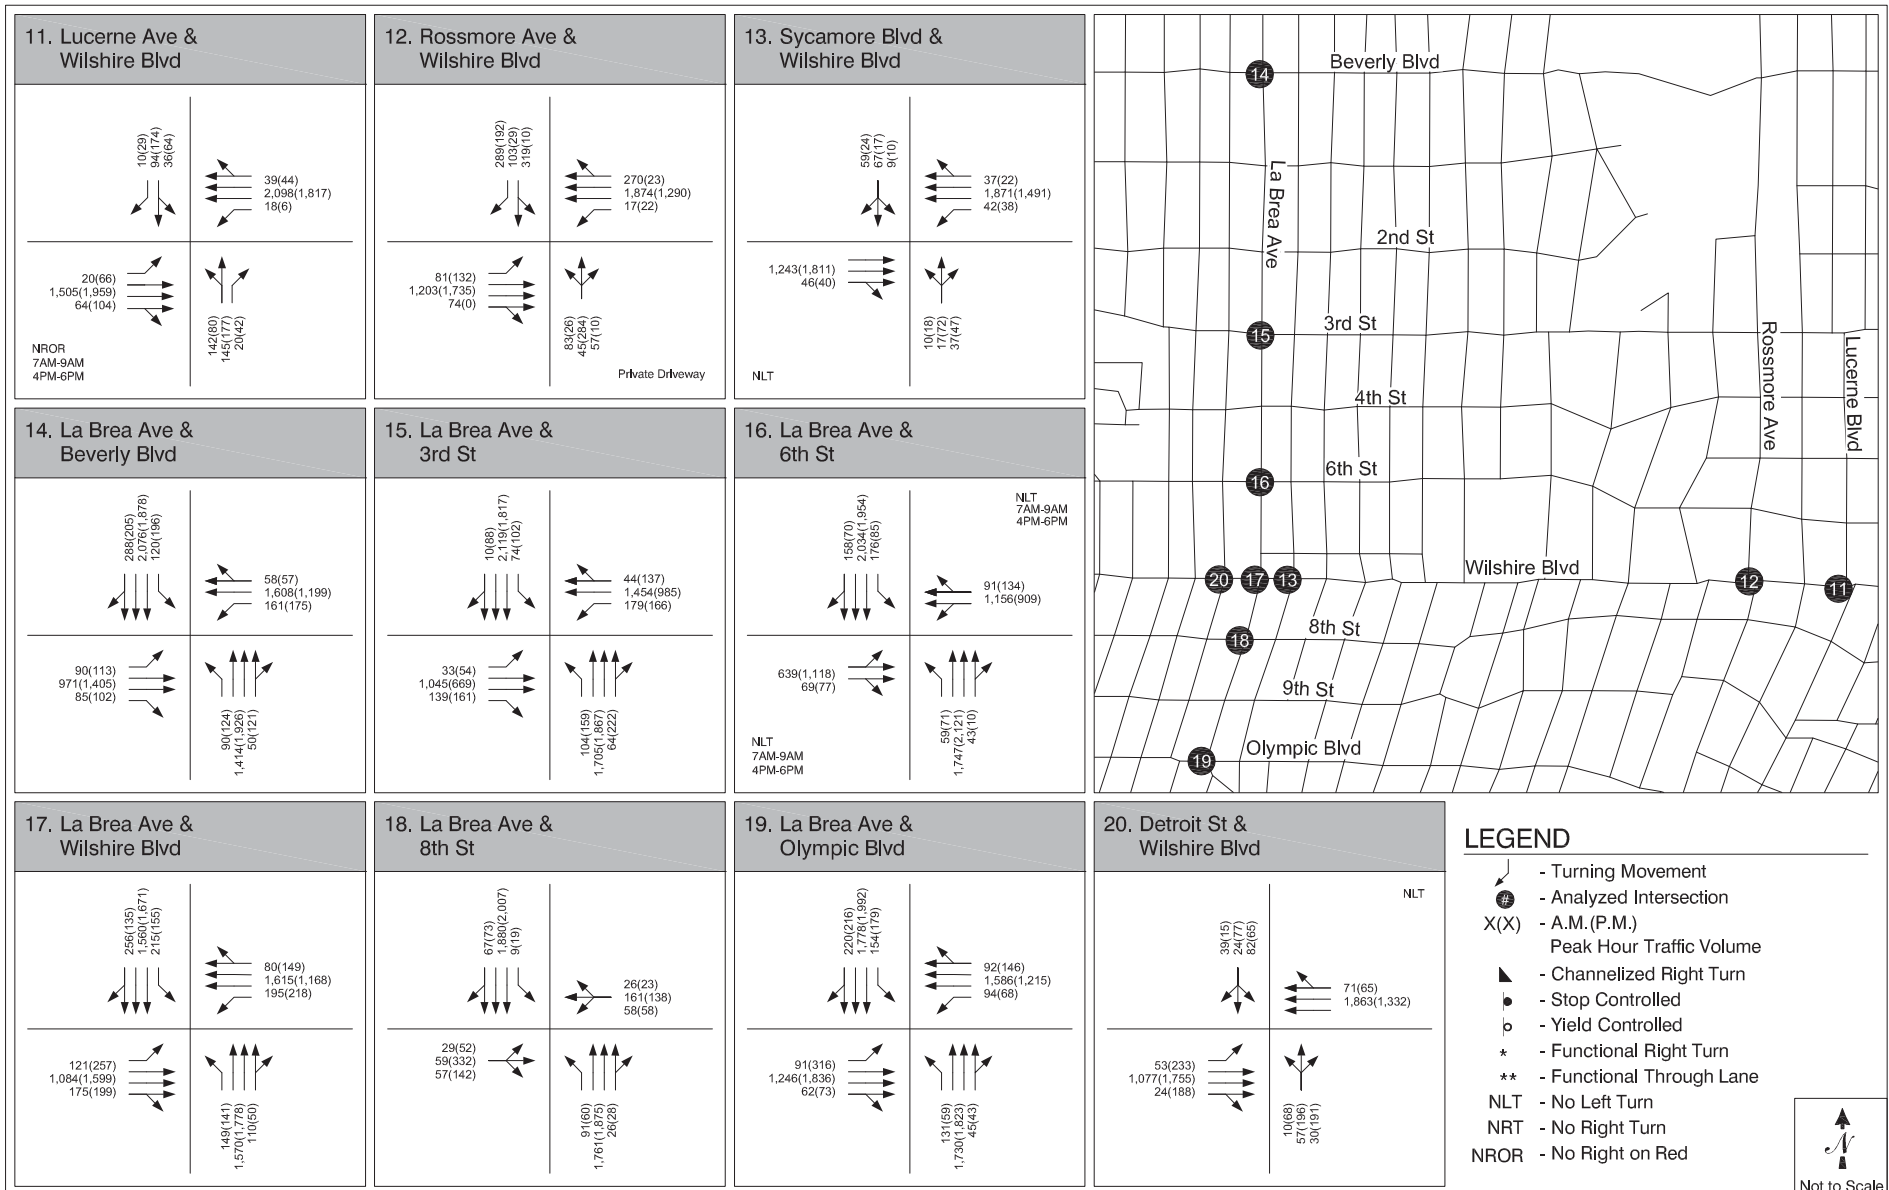 11. Lucerne Ave &
Wilshire Blvd
10(29)
94(174)
36(64)
39(44)
2,098(1,817)
18(6)
20(66)
1,505(1,959)
64(104)
142(80)
145(177)
20(42)
NROR
7AM-9AM
4PM-6PM
12. Rossmore Ave &
Wilshire Blvd
289(192)
103(29)
319(10)
270(23)
1,874(1,290)
17(22)
81(132)
1,203(1,735)
74(0)
83(26)
45(284)
57(10)
Private Driveway
13. Sycamore Blvd &
Wilshire Blvd
59(24)
67(17)
9(10)
37(22)
1,871(1,491)
42(38)
1,243(1,811)
46(40)
10(18)
17(72)
37(47)
NLT
14. La Brea Ave &
Beverly Blvd
288(205)
2,076(1,878)
120(196)
58(57)
1,608(1,199)
161(175)
90(113)
971(1,405)
85(102)
90(124)
1,414(1,926)
50(121)
15. La Brea Ave &
3rd St
10(88)
2,119(1,817)
74(102)
44(137)
1,454(985)
179(166)
33(54)
1,045(669)
139(161)
104(159)
1,705(1,867)
64(222)
16. La Brea Ave &
6th St
158(70)
2,034(1,954)
176(85)
NLT
7AM-9AM
4PM-6PM
91(134)
1,156(909)
639(1,118)
69(77)
59(71)
1,747(2,121)
43(10)
NLT
7AM-9AM
4PM-6PM
17. La Brea Ave &
Wilshire Blvd
256(135)
1,560(1,671)
215(155)
80(149)
1,615(1,168)
195(218)
121(257)
1,084(1,599)
175(199)
149(141)
1,570(1,778)
110(50)
18. La Brea Ave &
8th St
67(73)
1,880(2,007)
9(19)
26(23)
161(138)
58(58)
29(52)
59(332)
57(142)
91(60)
1,761(1,875)
26(28)
19. La Brea Ave &
Olympic Blvd
220(216)
1,778(1,992)
154(179)
92(146)
1,586(1,215)
94(68)
91(316)
1,246(1,836)
62(73)
131(59)
1,730(1,823)
45(43)
20. Detroit St &
Wilshire Blvd
NLT
39(15)
24(77)
82(65)
71(65)
1,863(1,332)
53(233)
1,077(1,755)
24(188)
10(68)
57(196)
30(191)
Beverly Blvd
14
La Brea Ave
2nd St
3rd St
15
Rossmore Ave
Lucerne Blvd
4th St
6th St
16
Wilshire Blvd
20
17
13
12
11
8th St
18
9th St
Olympic Blvd
19
LEGEND
- Turning Movement
# - Analyzed Intersection
X(X) - A.M.(P.M.)
Peak Hour Traffic Volume
- Channelized Right Turn
- Stop Controlled
- Yield Controlled
* - Functional Right Turn
** - Functional Through Lane
NLT - No Left Turn
NRT - No Right Turn
NROR - No Right on Red
N
Not to Scale